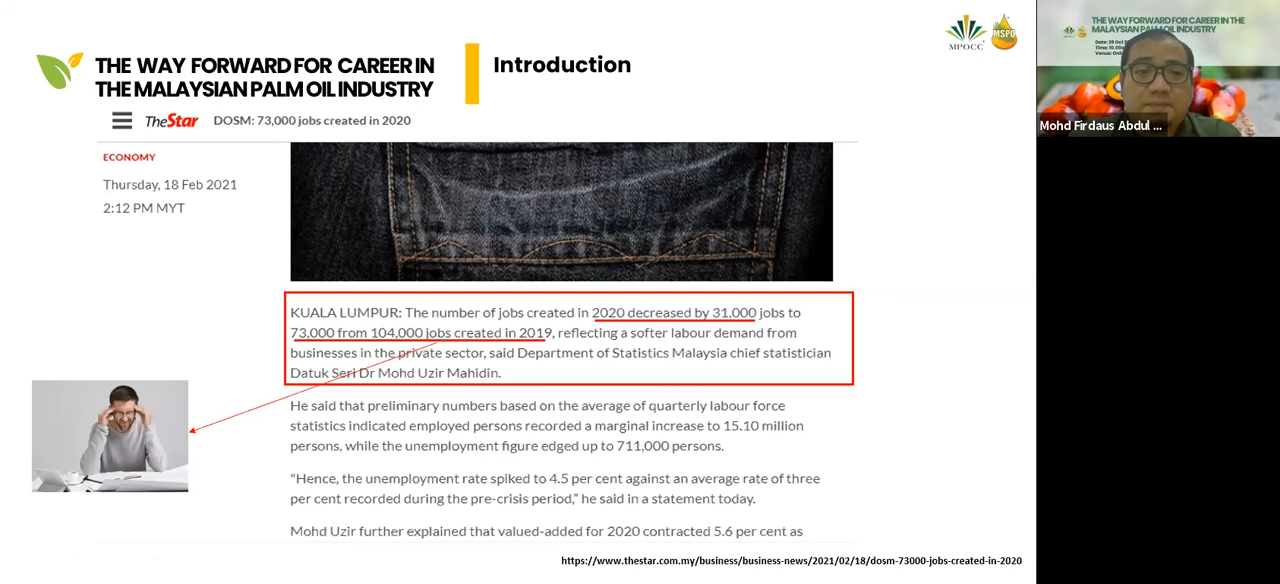 MPOCC
MSPO
THE WAY FORWARD FOR CAREER IN
THE MALAYSIAN PALM OIL INDUSTRY
Introduction
TheStar
DOSM: 73,000 jobs created in 2020
ECONOMY
Thursday, 18 Feb 2021
2:12 PM MYT
KUALA LUMPUR: The number of jobs created in 2020 decreased by 31,000 jobs to
73,000 from 104,000 jobs created in 2019, reflecting a softer labour demand from
businesses in the private sector, said Department of Statistics Malaysia chief statistician
Datuk Seri Dr Mohd Uzir Mahidin.
He said that preliminary numbers based on the average of quarterly labour force
statistics indicated employed persons recorded a marginal increase to 15.10 million
persons, while the unemployment figure edged up to 711,000 persons.
"Hence, the unemployment rate spiked to 4.5 per cent against an average rate of three
per cent recorded during the pre-crisis period," he said in a statement today.
Mohd Uzir further explained that valued-added for 2020 contracted 5.6 per cent as
https://www.thestar.com.my/business/business-news/2021/02/18/dosm-73000-jobs-created-in-2020
THE WAY FORWARD FOR CAREER IN THE
MALAYSIAN PALM OIL INDUSTRY
Mohd Firdaus Abdul ...